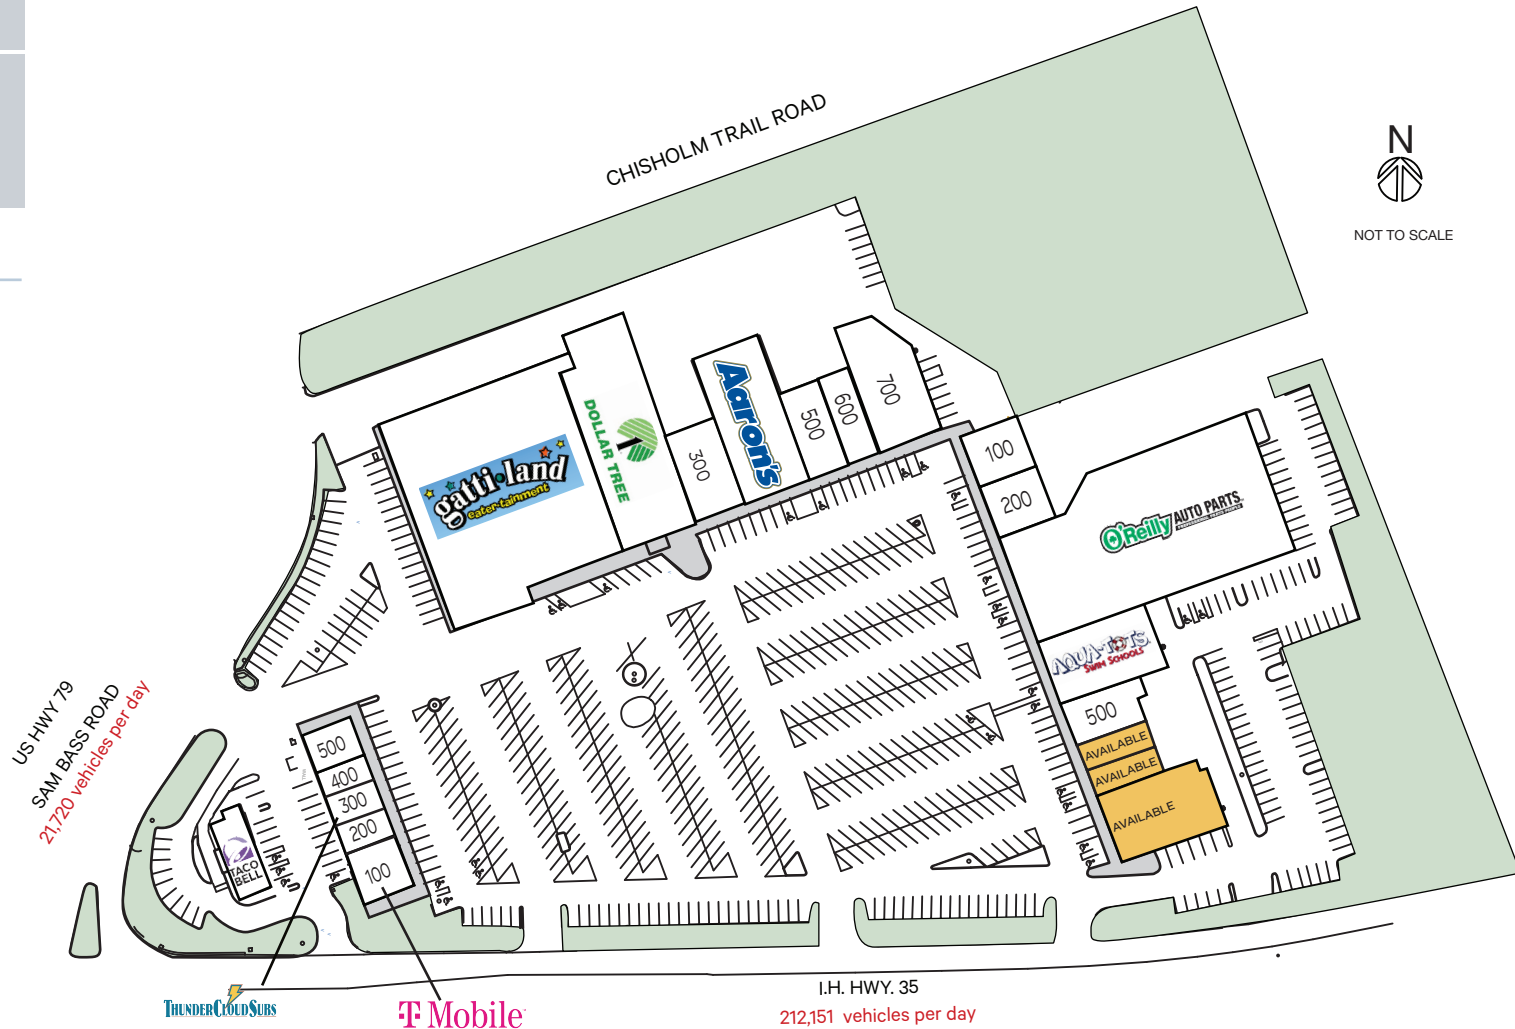 CHISHOLM TRAIL ROAD
N
NOT TO SCALE
gatti·land
eater·tainment
DOLLAR TREE
1
300
Aaron's
500
600
700
100
200
O'Reilly AUTO PARTS
AQUA-TOTS
SWIM SCHOOLS
500
AVAILABLE
AVAILABLE
AVAILABLE
US HWY 79
SAM BASS ROAD
21,720 vehicles per day
500
400
300
200
100
TACO
BELL
THUNDERCLOUD SUBS
T Mobile
I.H. HWY. 35
212,151 vehicles per day